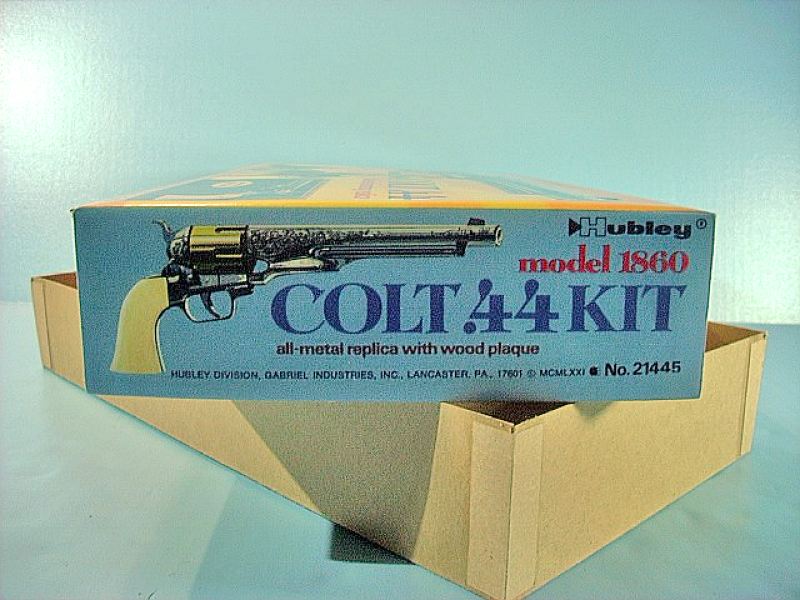 Hubley®
model 1860
COLT .44 KIT
all-metal replica with wood plaque
HUBLEY DIVISION, GABRIEL INDUSTRIES, INC., LANCASTER, PA., 17601 © MCMLXXI No. 21445